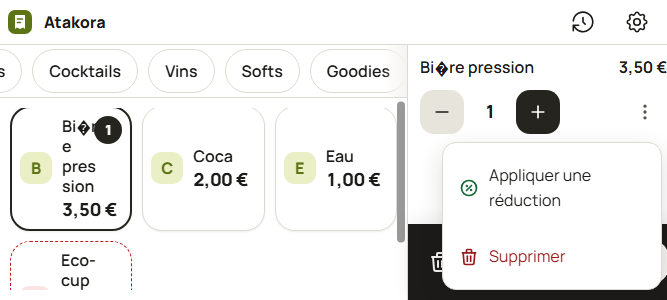 Atakora
s
Cocktails
Vins
Softs
Goodies
Bi�r
e
pres
sion
3,50 €
1
B
C
Coca
2,00 €
E
Eau
1,00 €
Eco-
cup
Bi�re pression
3,50 €
1
Appliquer une
réduction
Supprimer